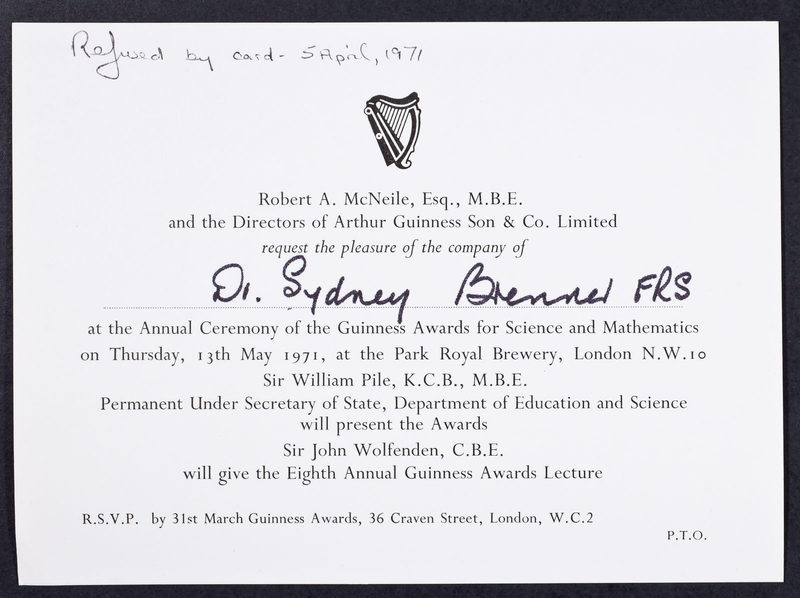 Refused by card - 5 April, 1971
Robert A. McNeile, Esq., M.B.E.
and the Directors of Arthur Guinness Son & Co. Limited
request the pleasure of the company of
Dr. Sydney Brenner FRS
at the Annual Ceremony of the Guinness Awards for Science and Mathematics
on Thursday, 13th May 1971, at the Park Royal Brewery, London N.W.10
Sir William Pile, K.C.B., M.B.E.
Permanent Under Secretary of State, Department of Education and Science
will present the Awards
Sir John Wolfenden, C.B.E.
will give the Eighth Annual Guinness Awards Lecture
R.S.V.P. by 31st March Guinness Awards, 36 Craven Street, London, W.C.2
P.T.O.